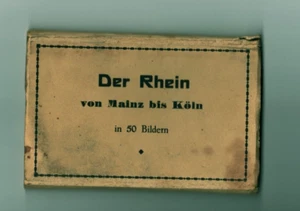 Der Rhein
von Mainz bis Köln
in 50 Bildern